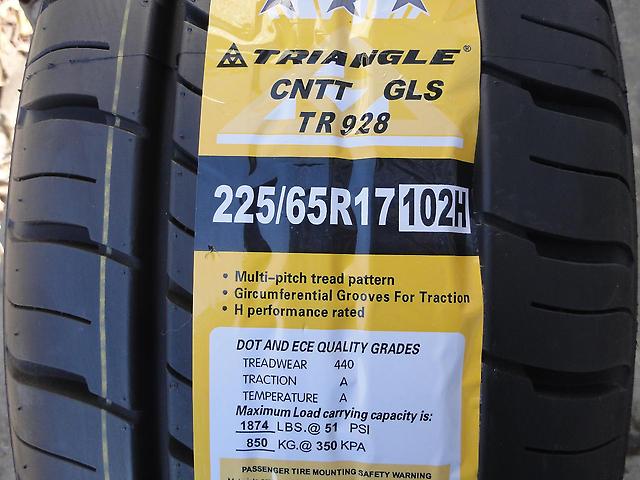 TRIANGLE®
CNTT GLS
TR928
225/65R17 102H
• Multi-pitch tread pattern
• Gircumferential Grooves For Traction
• H performance rated
DOT AND ECE QUALITY GRADES
TREADWEAR 440
TRACTION A
TEMPERATURE A
Maximum Load carrying capacity is:
1874 LBS.@ 51 PSI
850 KG.@ 350 KPA
PASSENGER TIRE MOUNTING SAFETY WARNING